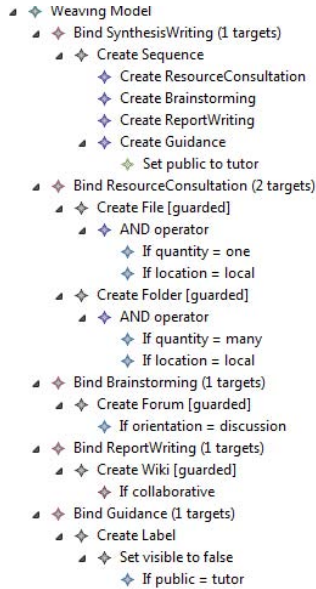 Weaving Model
Bind SynthesisWriting (1 targets)
Create Sequence
Create ResourceConsultation
Create Brainstorming
Create ReportWriting
Create Guidance
Set public to tutor
Bind ResourceConsultation (2 targets)
Create File [guarded]
AND operator
If quantity = one
If location = local
Create Folder [guarded]
AND operator
If quantity = many
If location = local
Bind Brainstorming (1 targets)
Create Forum [guarded]
If orientation = discussion
Bind ReportWriting (1 targets)
Create Wiki [guarded]
If collaborative
Bind Guidance (1 targets)
Create Label
Set visible to false
If public = tutor